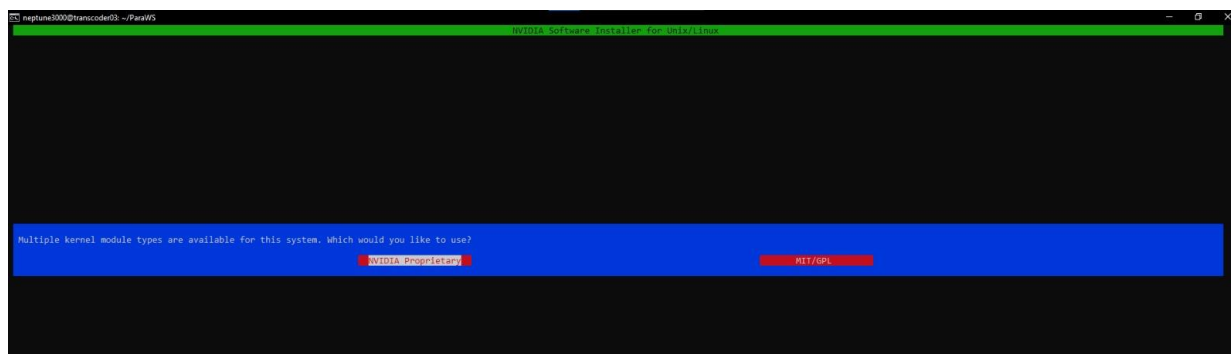 neptune3000@transcoder03: ~/ParaWS
NVIDIA Software Installer for Unix/Linux
Multiple kernel module types are available for this system. Which would you like to use?
NVIDIA Proprietary MIT/GPL